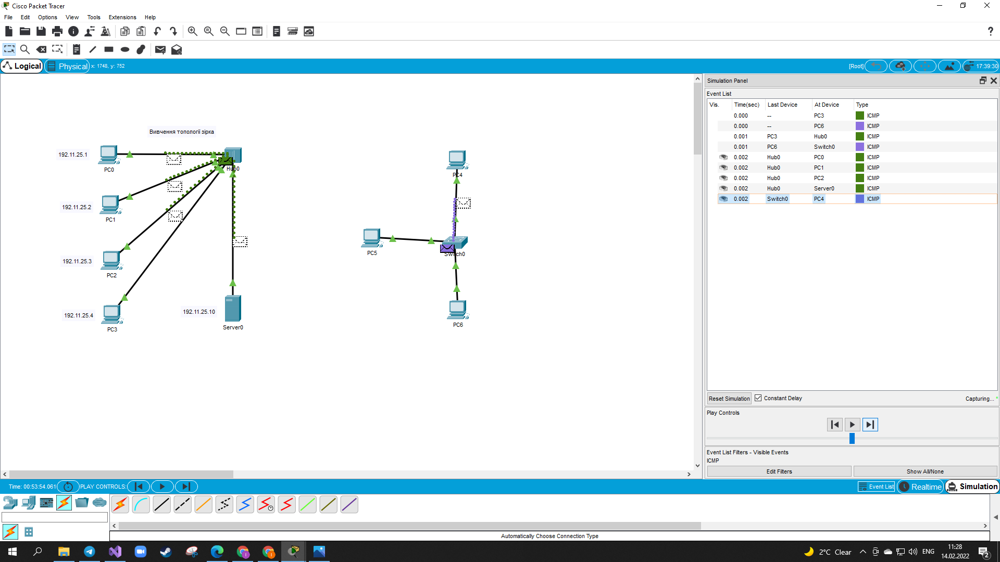 Cisco Packet Tracer
File Edit Options View Tools Extensions Help
Logical Physical x: 1748, y: 752 [Root] 17:39:30
Вивчення топології зірка
192.11.25.1
PC0
Hub0
192.11.25.2
PC1
192.11.25.3
PC2
192.11.25.4
PC3
192.11.25.10
Server0
PC4
PC5
Switch0
PC6
Simulation Panel
Event List
Vis. Time(sec) Last Device At Device Type
0.000 -- PC3 ICMP
0.000 -- PC6 ICMP
0.001 PC3 Hub0 ICMP
0.001 PC6 Switch0 ICMP
0.002 Hub0 PC0 ICMP
0.002 Hub0 PC1 ICMP
0.002 Hub0 PC2 ICMP
0.002 Hub0 Server0 ICMP
0.002 Switch0 PC4 ICMP
Reset Simulation Constant Delay Capturing... *
Play Controls
Event List Filters - Visible Events
ICMP
Edit Filters Show All/None
Time: 00:53:54.061 PLAY CONTROLS: Event List Realtime Simulation
Automatically Choose Connection Type
2°C Clear ENG 11:28
14.02.2022 2